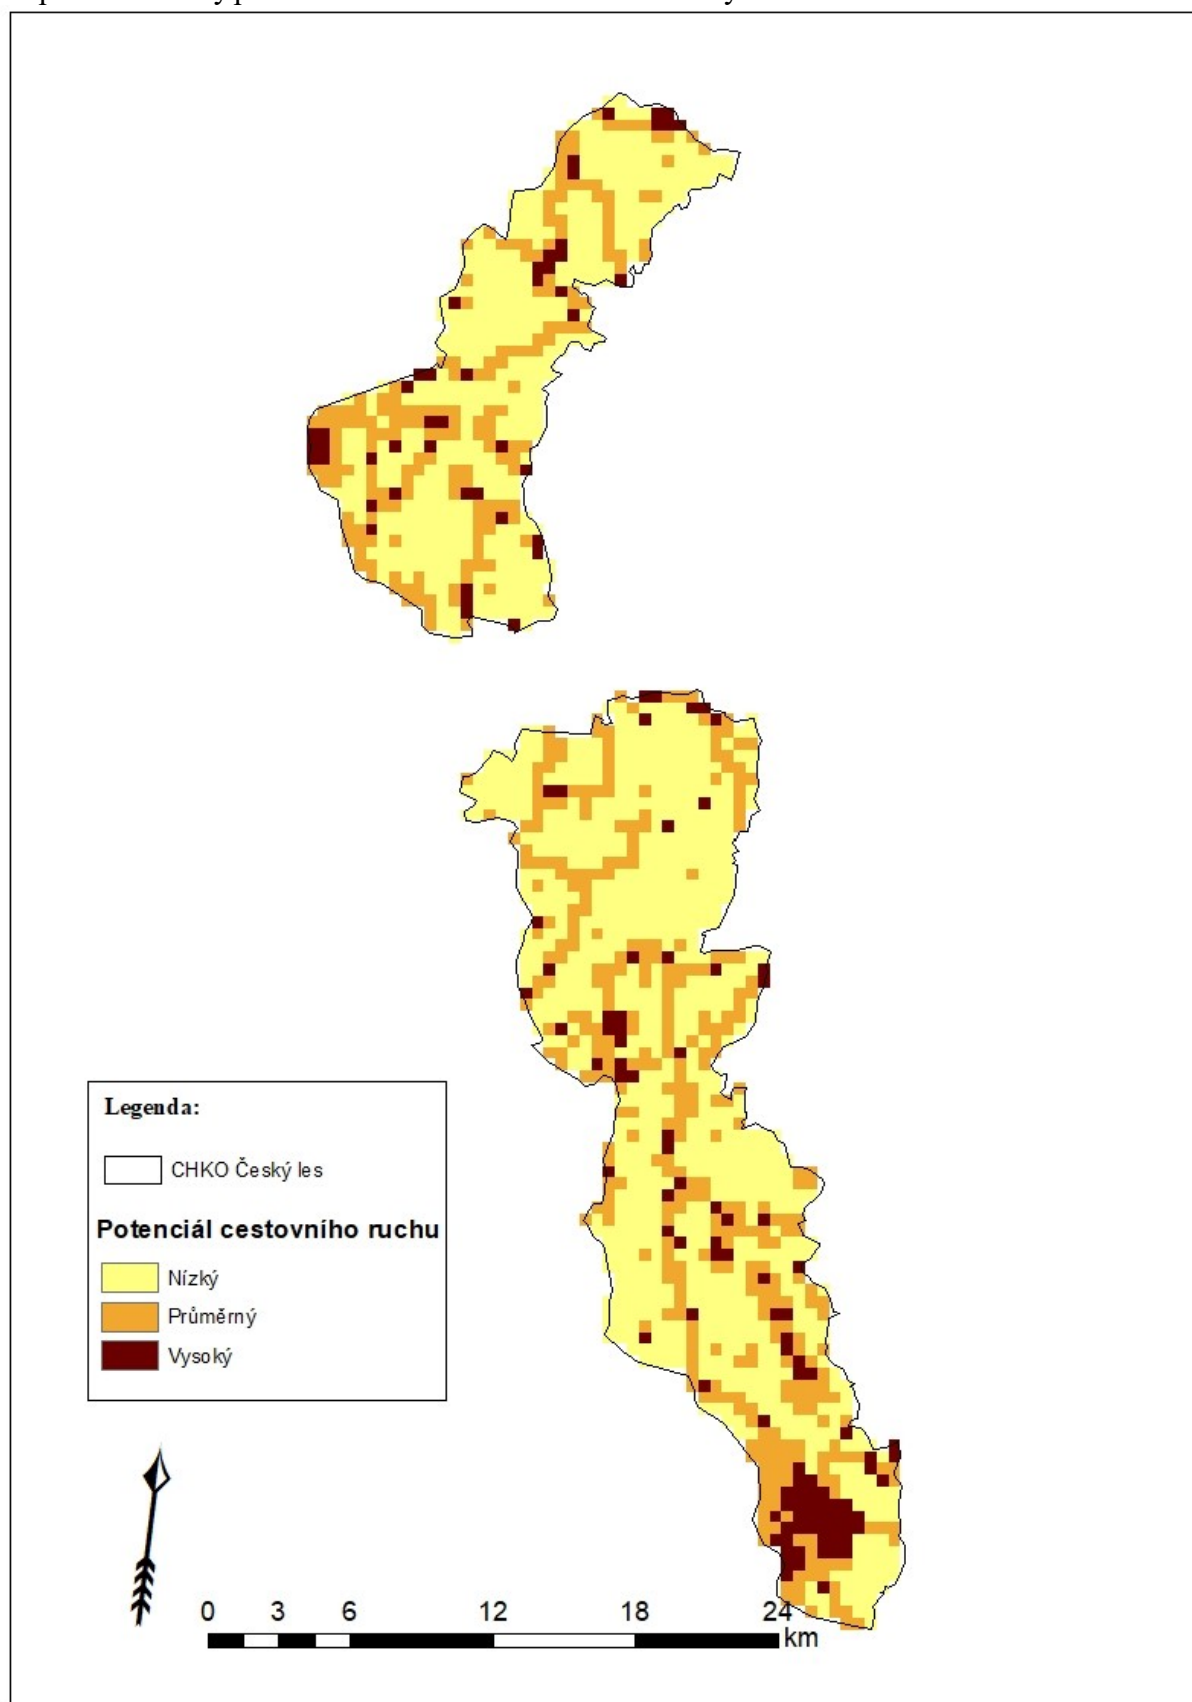 Legenda:
CHKO Český les
Potenciál cestovního ruchu
Nízký
Průměrný
Vysoký
0 3 6 12 18 24
km